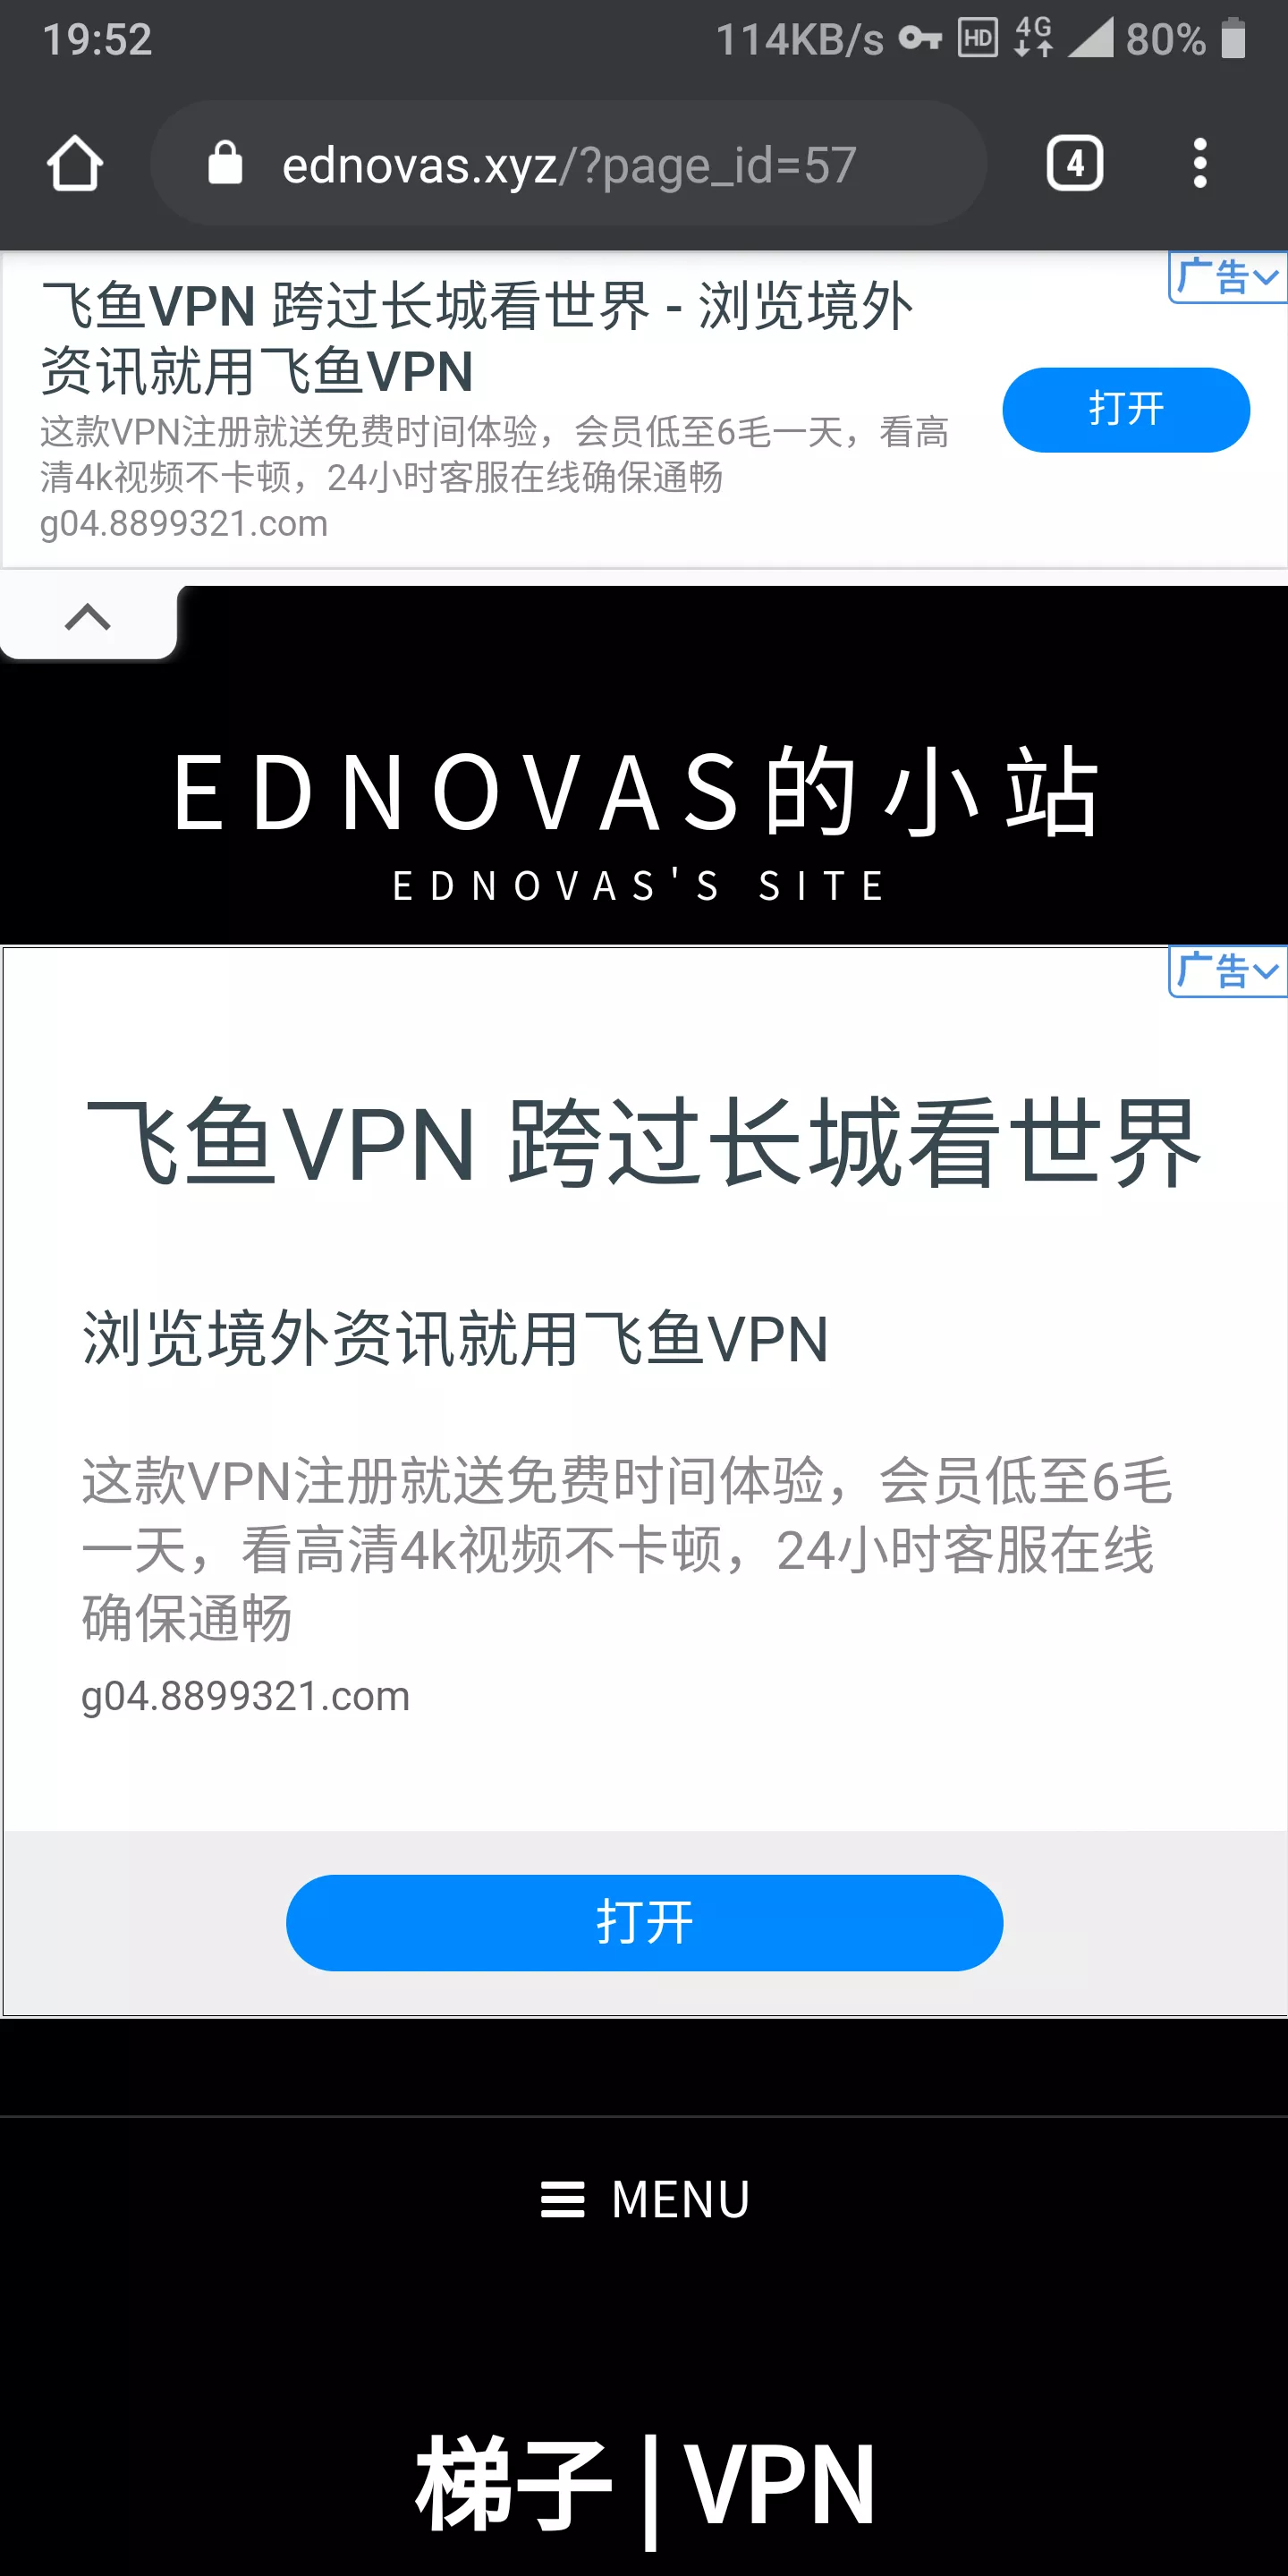 19:52
114KB/s HD 4G 80%
ednovas.xyz/?page_id=57
4
广告
飞鱼VPN 跨过长城看世界 - 浏览境外
资讯就用飞鱼VPN
打开
这款VPN注册就送免费时间体验，会员低至6毛一天，看高
清4k视频不卡顿，24小时客服在线确保通畅
g04.8899321.com
EDNOVAS的小站
EDNOVAS'S SITE
广告
飞鱼VPN 跨过长城看世界
浏览境外资讯就用飞鱼VPN
这款VPN注册就送免费时间体验，会员低至6毛
一天，看高清4k视频不卡顿，24小时客服在线
确保通畅
g04.8899321.com
打开
MENU
梯子 | VPN